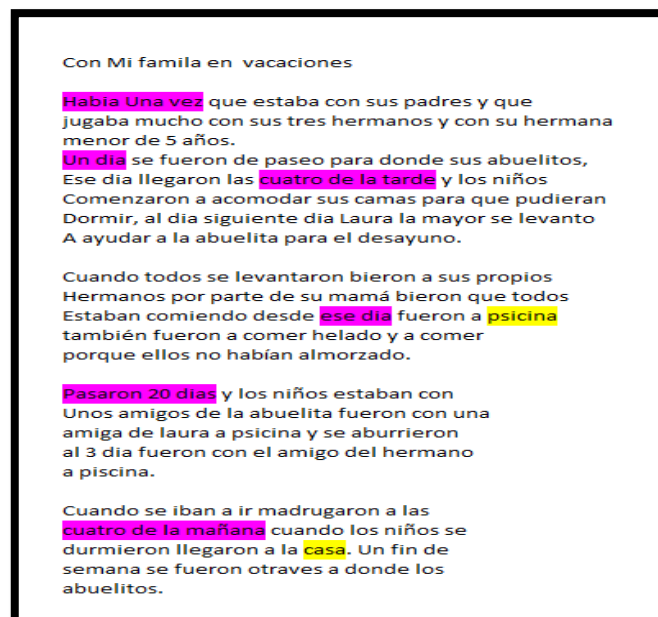 Con Mi famila en vacaciones
Habia Una vez que estaba con sus padres y que
jugaba mucho con sus tres hermanos y con su hermana
menor de 5 años.
Un día se fueron de paseo para donde sus abuelitos,
Ese dia llegaron las cuatro de la tarde y los niños
Comenzaron a acomodar sus camas para que pudieran
Dormir, al dia siguiente dia Laura la mayor se levanto
A ayudar a la abuelita para el desayuno.
Cuando todos se levantaron bieron a sus propios
Hermanos por parte de su mamá bieron que todos
Estaban comiendo desde ese dia fueron a psicina
también fueron a comer helado y a comer
porque ellos no habían almorzado.
Pasaron 20 dias y los niños estaban con
Unos amigos de la abuelita fueron con una
amiga de laura a psicina y se aburrieron
al 3 dia fueron con el amigo del hermano
a piscina.
Cuando se iban a ir madrugaron a las
cuatro de la mañana cuando los niños se
durmieron llegaron a la casa. Un fin de
semana se fueron otraves a donde los
abuelitos.